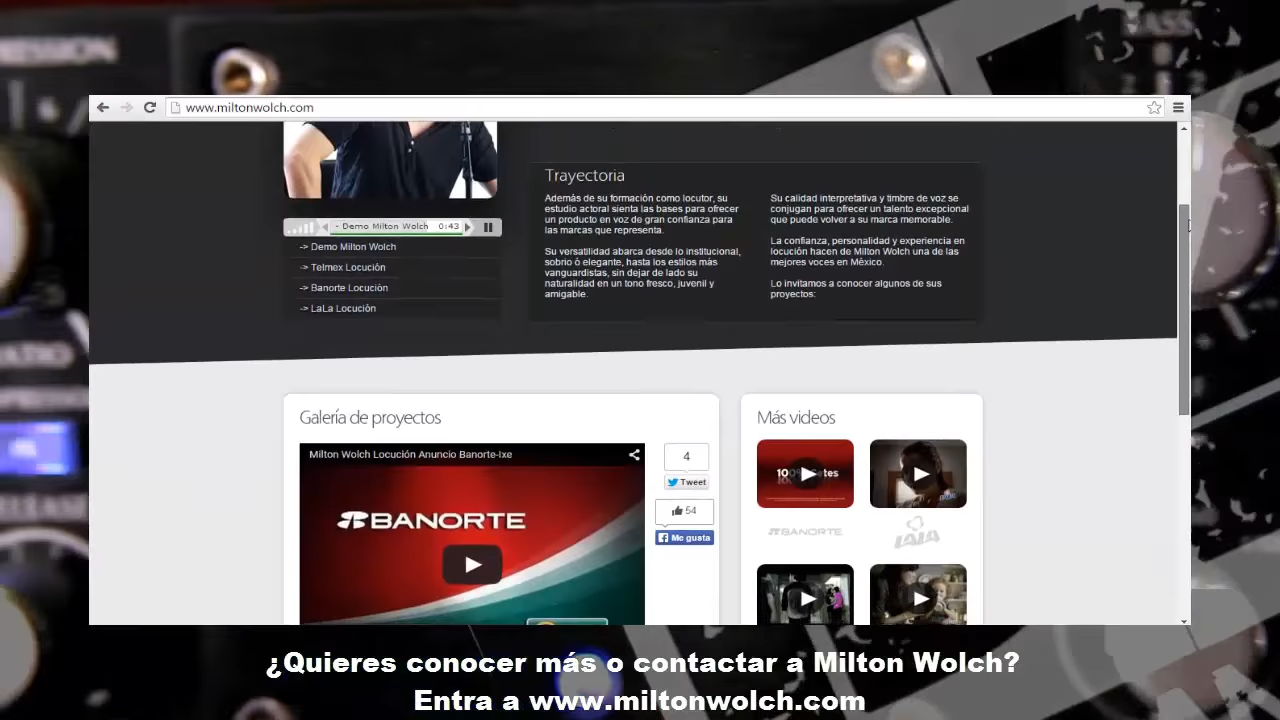 ESSION
BASS
www.miltonwolch.com
Trayectoria
Además de su formación como locutor, su
estudio actoral sienta las bases para ofrecer
un producto en voz de gran confianza para
las marcas que representa.
Su versatilidad abarca desde lo institucional,
sobrio ó elegante, hasta los estilos más
vanguardistas, sin dejar de lado su
naturalidad en un tono fresco, juvenil y
amigable.
Su calidad interpretativa y timbre de voz se
conjugan para ofrecer un talento excepcional
que puede volver a su marca memorable.
La confianza, personalidad y experiencia en
locución hacen de Milton Wolch una de las
mejores voces en México.
Lo invitamos a conocer algunos de sus
proyectos:
- Demo Milton Wolch 0:43
-> Demo Milton Wolch
-> Telmex Locución
-> Banorte Locución
-> LaLa Locución
RATIO
RELEASE
Galería de proyectos
Milton Wolch Locución Anuncio Banorte-Ixe
BANORTE
4
Tweet
54
Me gusta
Más videos
BANORTE
LALA
¿Quieres conocer más o contactar a Milton Wolch?
Entra a www.miltonwolch.com